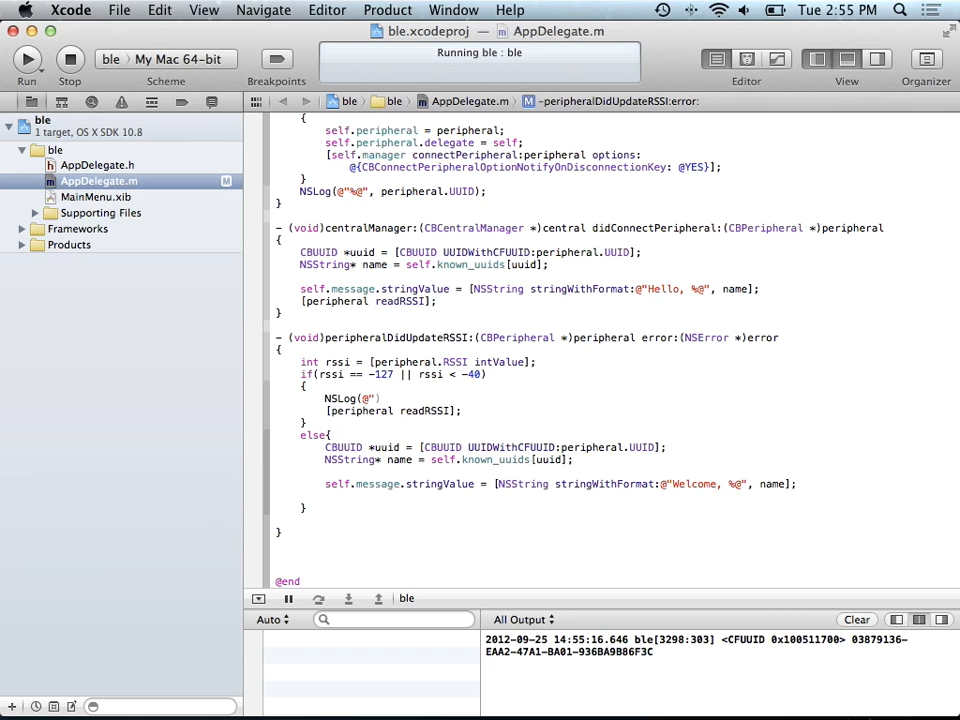 Xcode File Edit View Navigate Editor Product Window Help Tue 2:55 PM
ble.xcodeproj — AppDelegate.m
Run Stop ble My Mac 64-bit Scheme Breakpoints Running ble : ble Editor View Organizer
ble ble AppDelegate.m M -peripheralDidUpdateRSSI:error:
ble
1 target, OS X SDK 10.8
ble
h AppDelegate.h
m AppDelegate.m M
MainMenu.xib
Supporting Files
Frameworks
Products
{
self.peripheral = peripheral;
self.peripheral.delegate = self;
[self.manager connectPeripheral:peripheral options:
@{CBConnectPeripheralOptionNotifyOnDisconnectionKey: @YES}];
}
NSLog(@"%@", peripheral.UUID);
}
- (void)centralManager:(CBCentralManager *)central didConnectPeripheral:(CBPeripheral *)peripheral
{
CBUUID *uuid = [CBUUID UUIDWithCFUUID:peripheral.UUID];
NSString* name = self.known_uuids[uuid];
self.message.stringValue = [NSString stringWithFormat:@"Hello, %@", name];
[peripheral readRSSI];
}
- (void)peripheralDidUpdateRSSI:(CBPeripheral *)peripheral error:(NSError *)error
{
int rssi = [peripheral.RSSI intValue];
if(rssi == -127 || rssi < -40)
{
NSLog(@")
[peripheral readRSSI];
}
else{
CBUUID *uuid = [CBUUID UUIDWithCFUUID:peripheral.UUID];
NSString* name = self.known_uuids[uuid];
self.message.stringValue = [NSString stringWithFormat:@"Welcome, %@", name];
}
}
@end
ble
Auto All Output Clear
2012-09-25 14:55:16.646 ble[3298:303] <CFUUID 0x100511700> 03879136-
EAA2-47A1-BA01-936BA9B86F3C